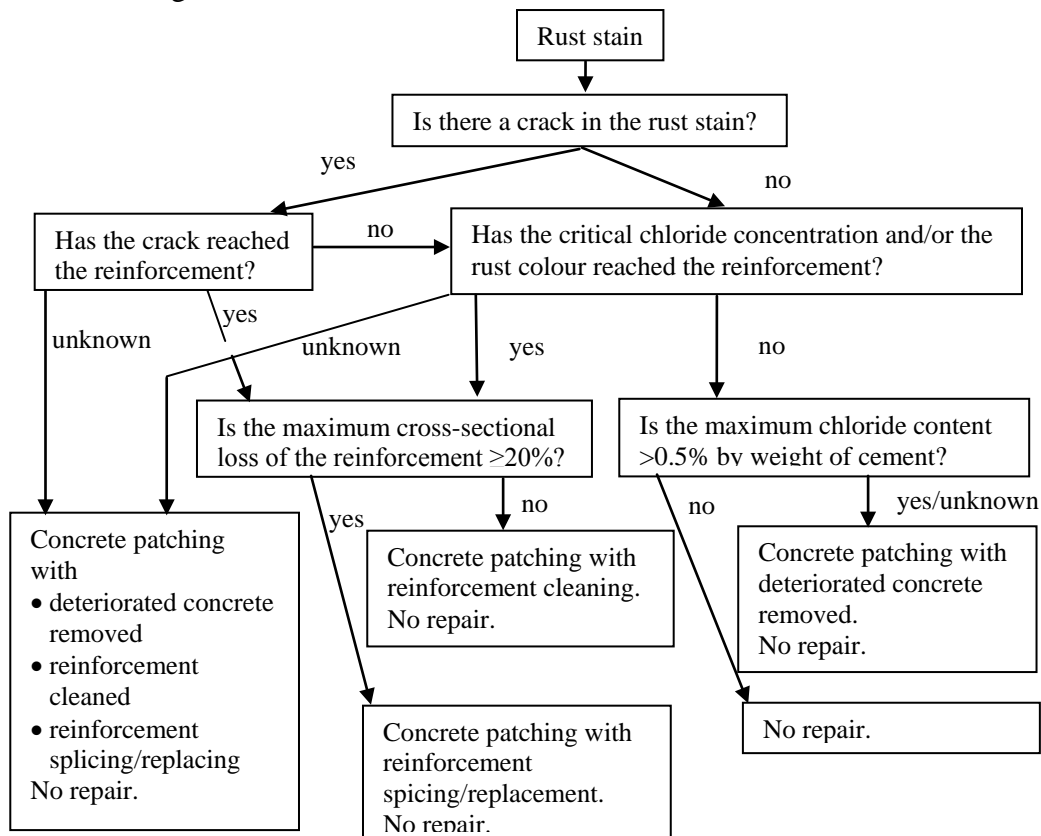 Rust stain
Is there a crack in the rust stain?
yes
no
Has the crack reached
the reinforcement?
no
Has the critical chloride concentration and/or the
rust colour reached the reinforcement?
unknown
yes
unknown
yes
no
Is the maximum cross-sectional
loss of the reinforcement ≥20%?
Is the maximum chloride content
>0.5% by weight of cement?
yes
no
no
yes/unknown
Concrete patching
with
• deteriorated concrete
removed
• reinforcement
cleaned
• reinforcement
splicing/replacing
No repair.
Concrete patching with
reinforcement cleaning.
No repair.
Concrete patching with
deteriorated concrete
removed.
No repair.
Concrete patching with
reinforcement
spicing/replacement.
No repair.
No repair.